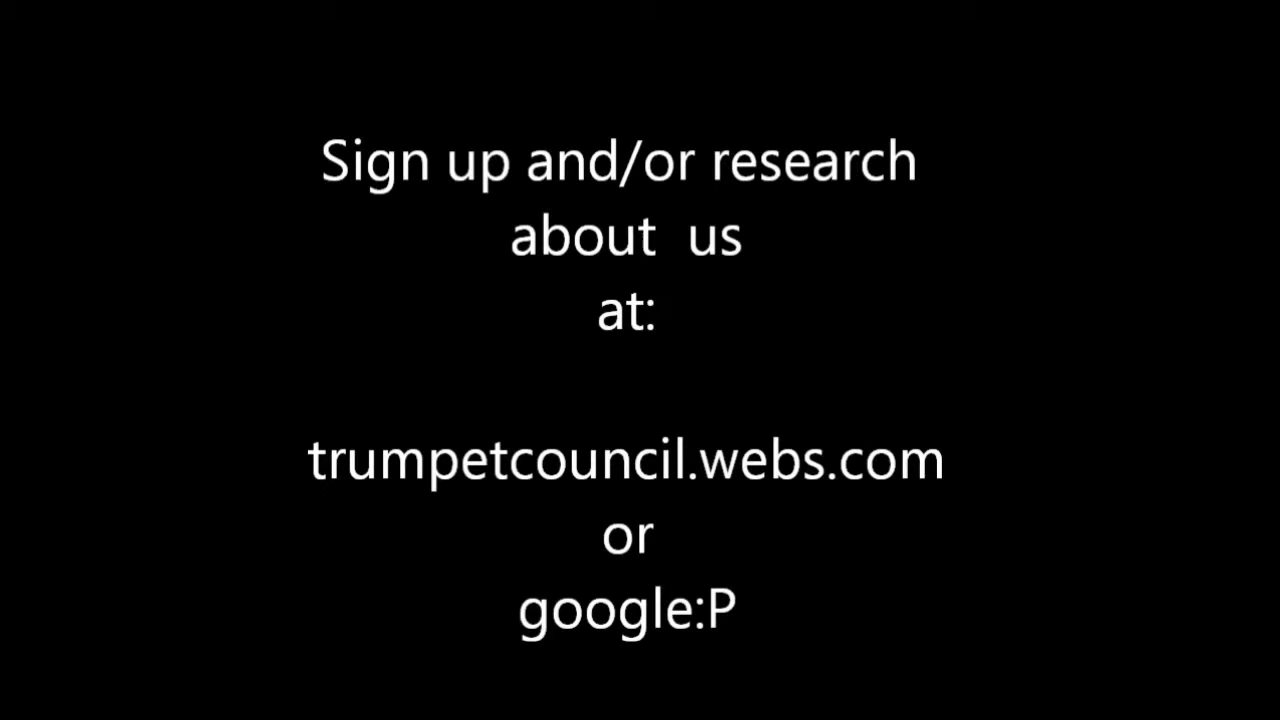 Sign up and/or research
about  us
at:
trumpetcouncil.webs.com
or
google:P